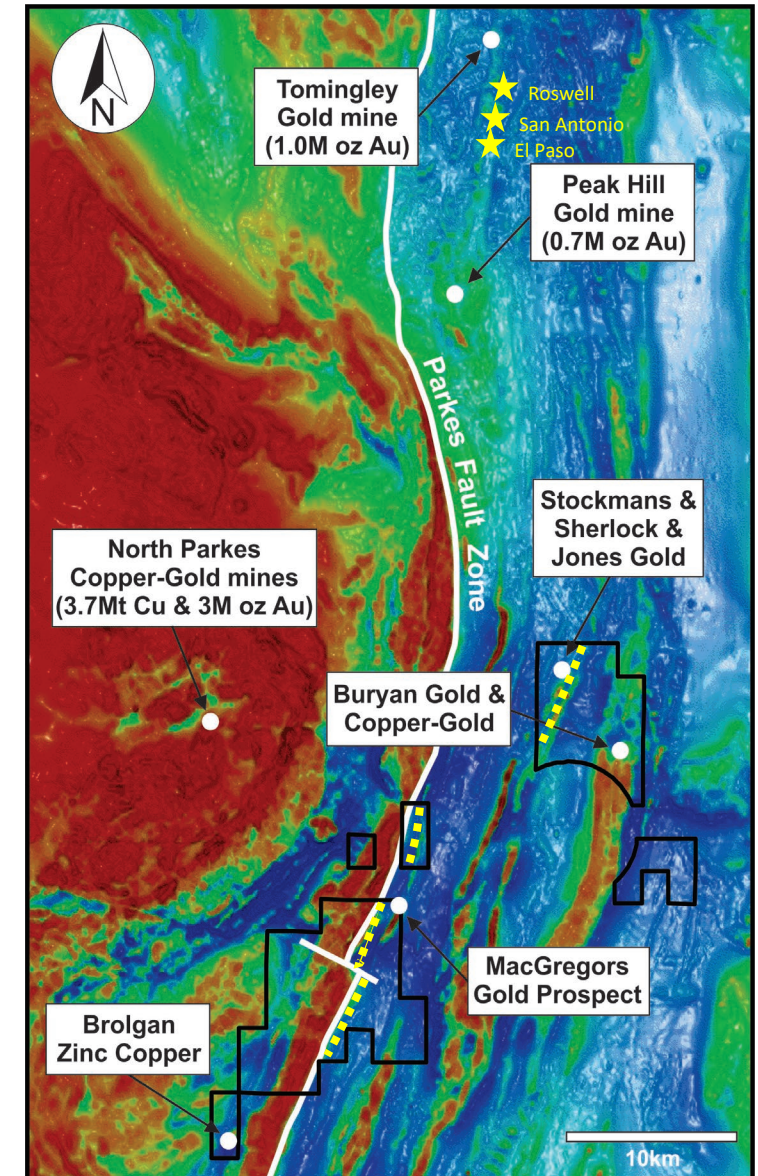 N
Tomingley
Gold mine
(1.0M oz Au)
Roswell
San Antonio
El Paso
Peak Hill
Gold mine
(0.7M oz Au)
Parkes Fault Zone
Stockmans &
Sherlock &
Jones Gold
North Parkes
Copper-Gold mines
(3.7Mt Cu & 3M oz Au)
Buryan Gold &
Copper-Gold
MacGregors
Gold Prospect
Brolgan
Zinc Copper
10km